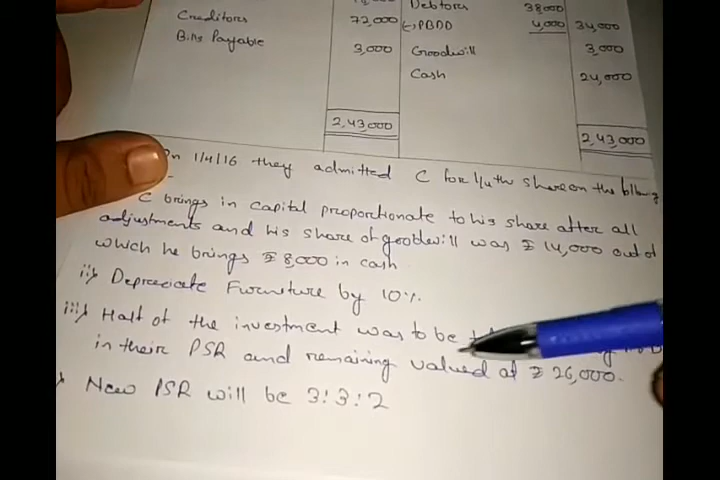 Debtors 38,000
Creditors 72,000 (-) PBDD 4,000 34,000
Bills Payable 3,000 Goodwill 3,000
Cash 24,000
2,43,000 2,43,000
on 1/4/16 they admitted C for 1/4th share on the
C brings in capital proportionate to his share after all
adjustments and his share of goodwill was ₹ 14,000 out of
which he brings ₹ 8,000 in cash.
ii) Depreciate Furniture by 10%.
iii) Half of the investment was to be
in their PSR and remaining valued at ₹ 26,000.
New PSR will be 3:3:2